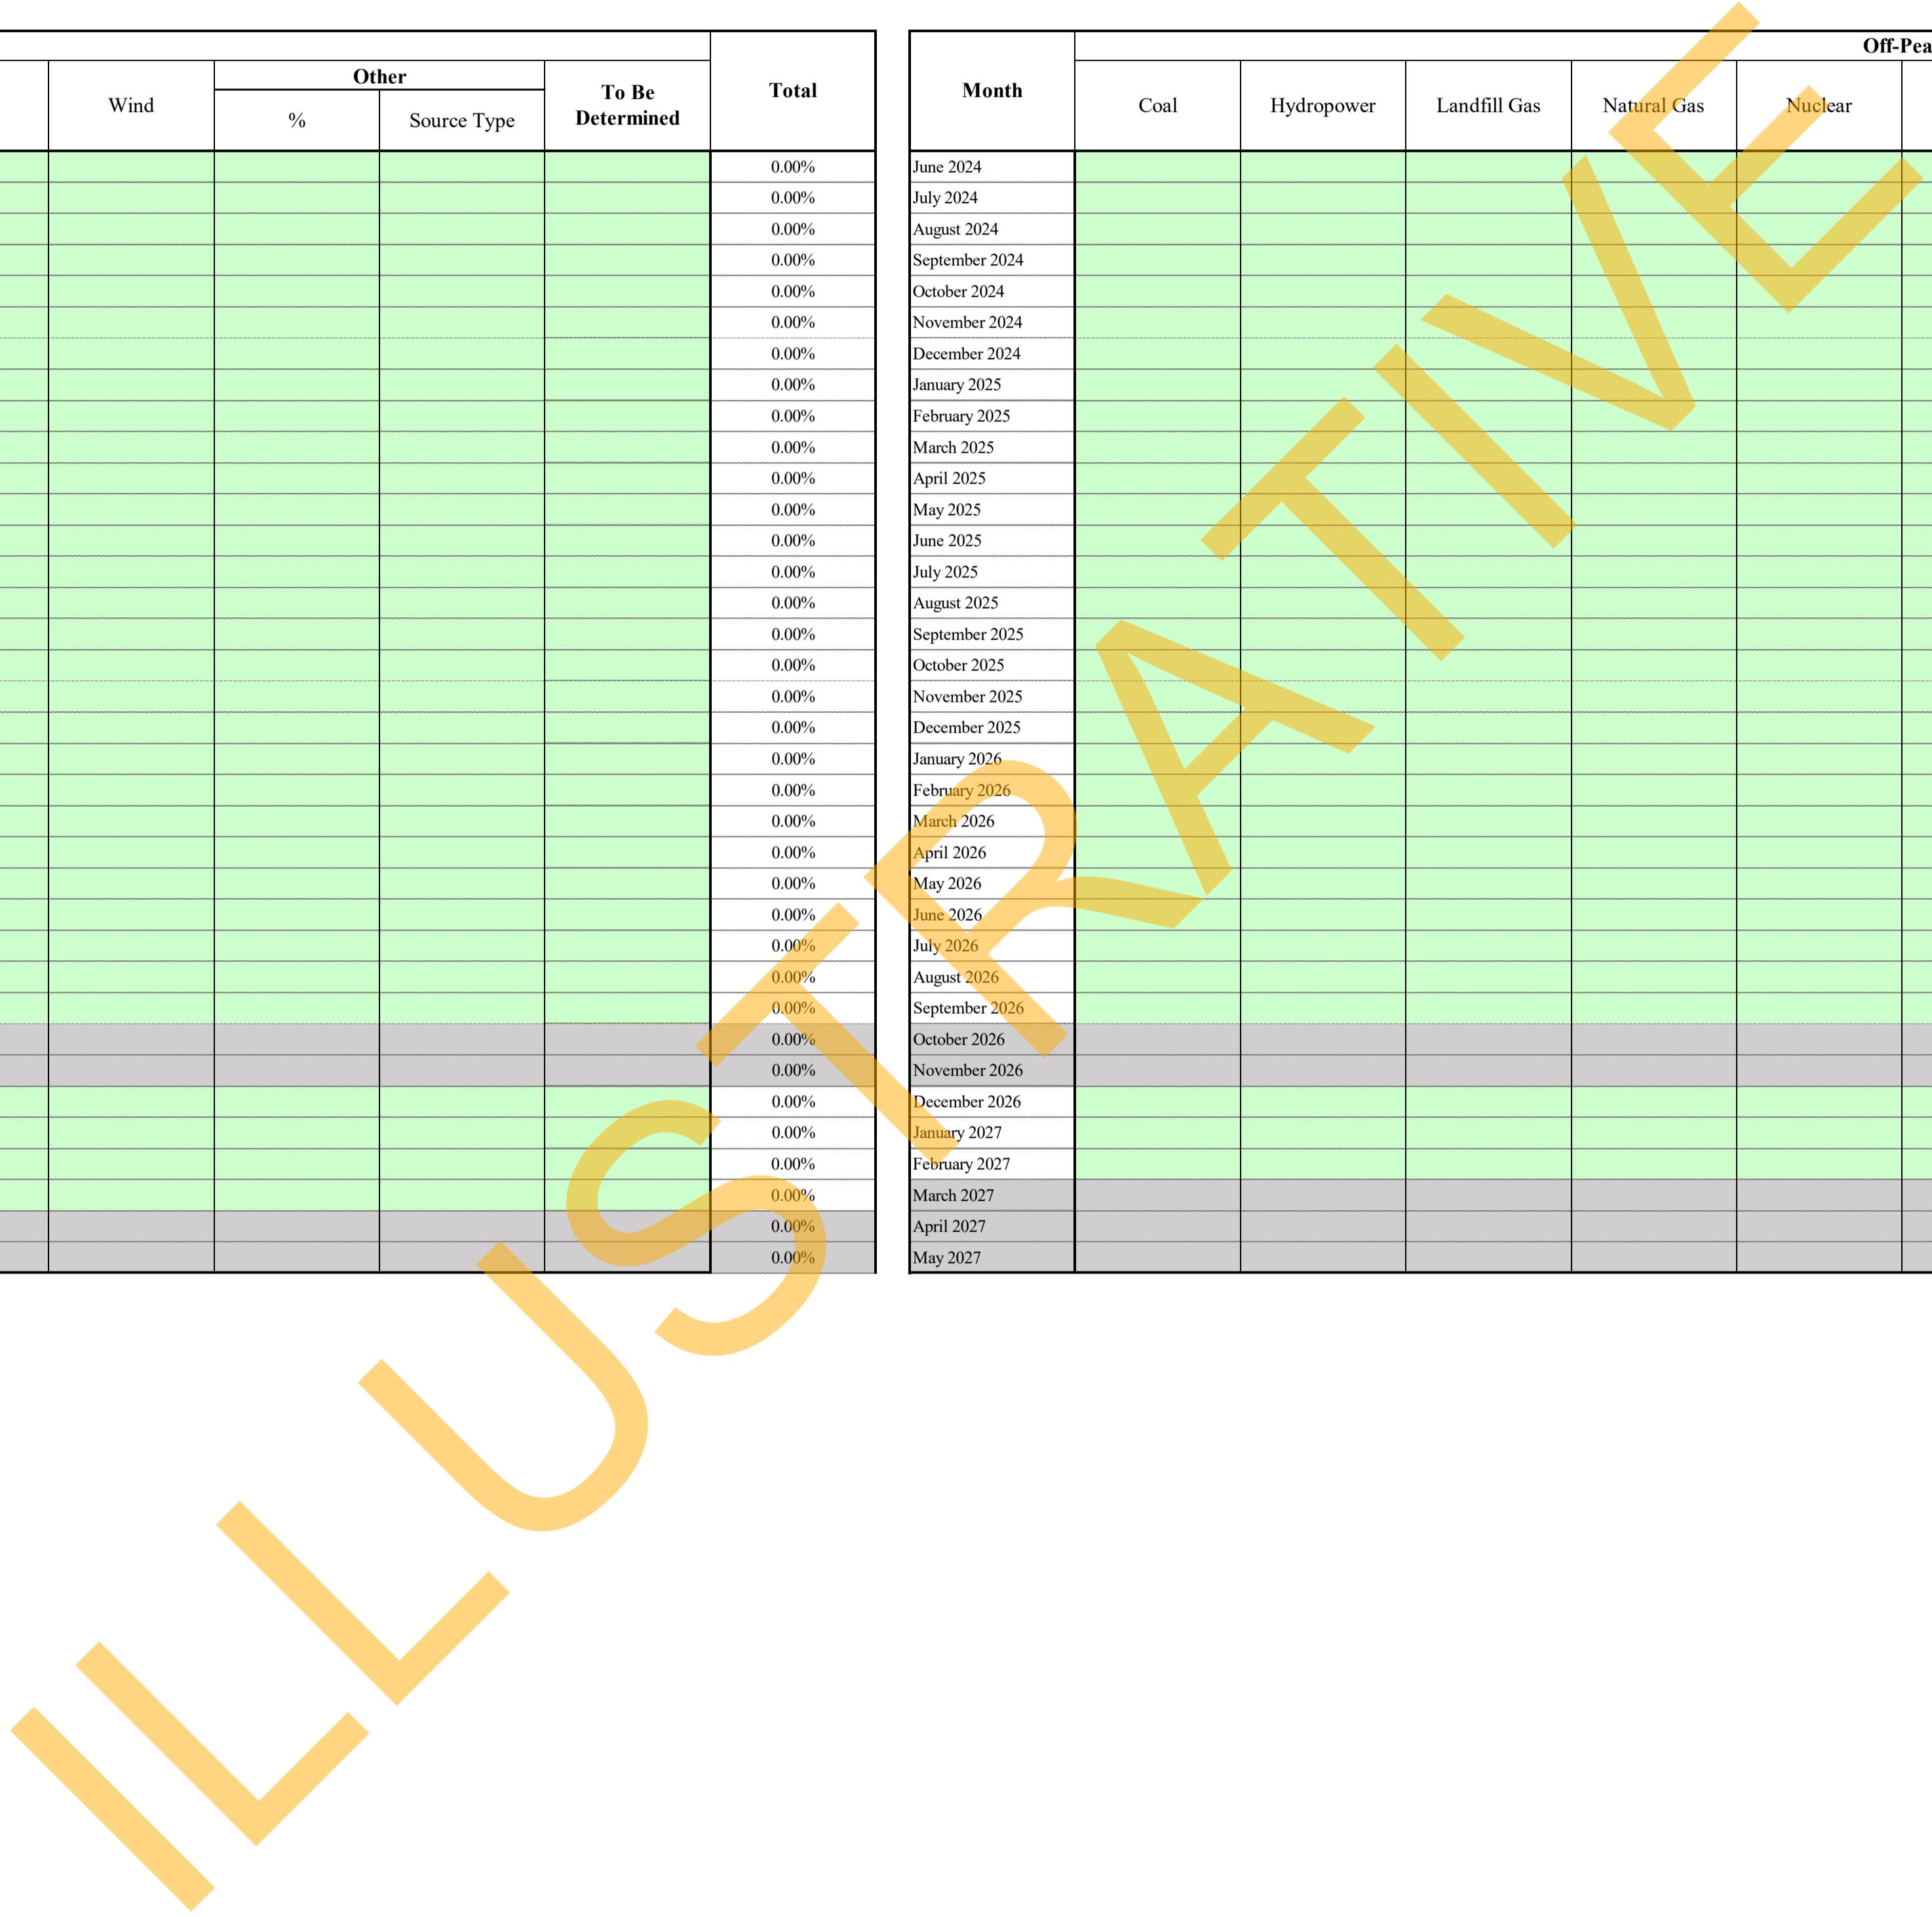 Off-Pea
Wind Other To Be Determined Total Month Coal Hydropower Landfill Gas Natural Gas Nuclear
% Source Type
0.00% June 2024
0.00% July 2024
0.00% August 2024
0.00% September 2024
0.00% October 2024
0.00% November 2024
0.00% December 2024
0.00% January 2025
0.00% February 2025
0.00% March 2025
0.00% April 2025
0.00% May 2025
0.00% June 2025
0.00% July 2025
0.00% August 2025
0.00% September 2025
0.00% October 2025
0.00% November 2025
0.00% December 2025
0.00% January 2026
0.00% February 2026
0.00% March 2026
0.00% April 2026
0.00% May 2026
0.00% June 2026
0.00% July 2026
0.00% August 2026
0.00% September 2026
0.00% October 2026
0.00% November 2026
0.00% December 2026
0.00% January 2027
0.00% February 2027
0.00% March 2027
0.00% April 2027
0.00% May 2027
ILLUSTRATIVE